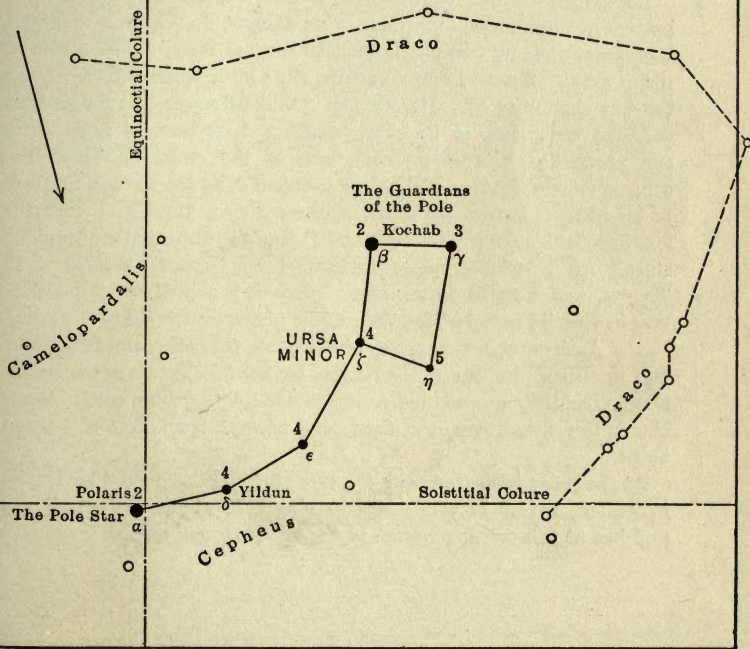 Draco
Equinoctial Colure
The Guardians
of the Pole
2 Kochab 3
β γ
Camelopardalis
URSA
MINOR
4
ζ
5
η
Draco
4
ε
4
Polaris 2
Yildun
Solstitial Colure
δ
The Pole Star
α
Cepheus